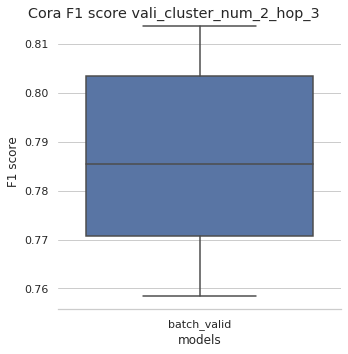 Cora F1 score vali_cluster_num_2_hop_3
0.81
0.80
0.79
0.78
0.77
0.76
F1 score
batch_valid
models